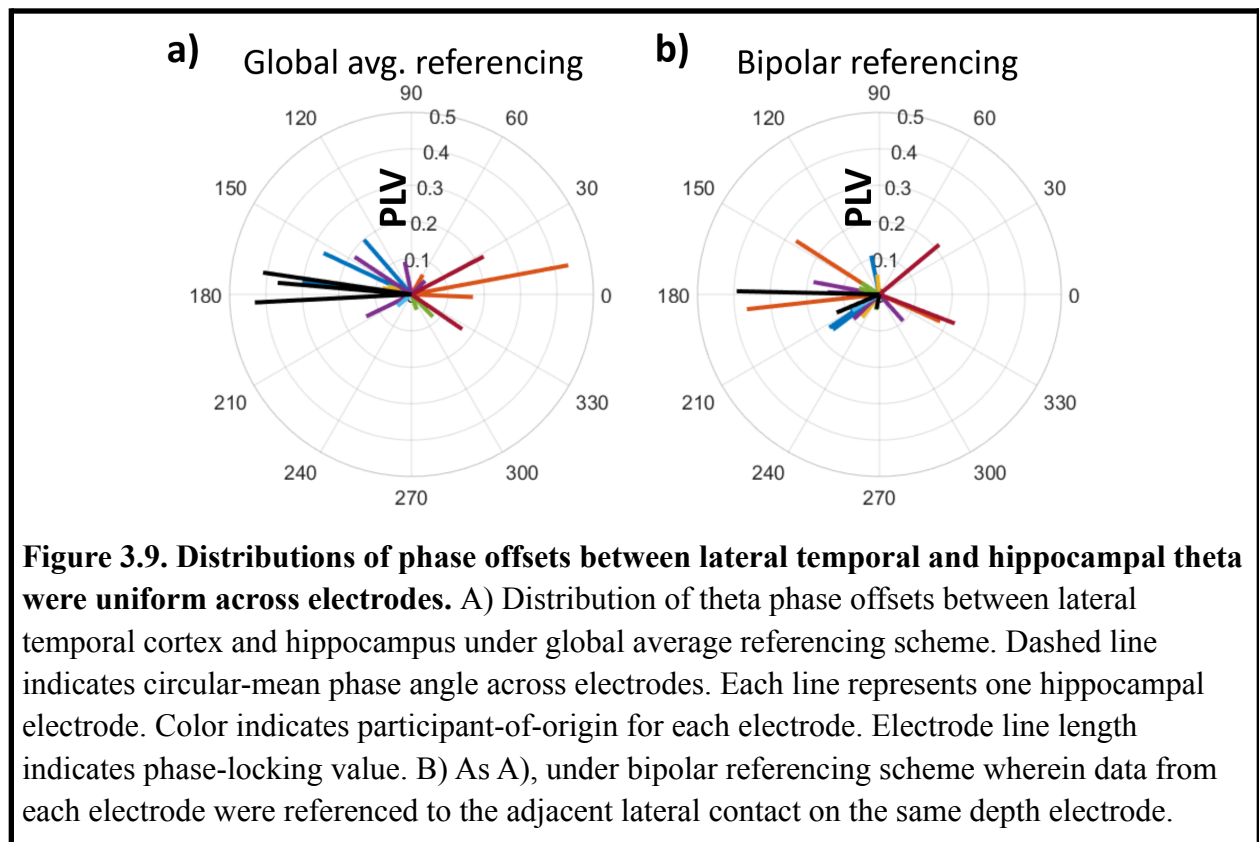 a) Global avg. referencing
90
120 60
0.5
0.4
150 30
PLV
0.3
0.2
0.1
180 0
210 330
240 300
270
b) Bipolar referencing
90
120 60
0.5
0.4
150 30
PLV
0.3
0.2
0.1
180 0
210 330
240 300
270
Figure 3.9. Distributions of phase offsets between lateral temporal and hippocampal theta
were uniform across electrodes. A) Distribution of theta phase offsets between lateral
temporal cortex and hippocampus under global average referencing scheme. Dashed line
indicates circular-mean phase angle across electrodes. Each line represents one hippocampal
electrode. Color indicates participant-of-origin for each electrode. Electrode line length
indicates phase-locking value. B) As A), under bipolar referencing scheme wherein data from
each electrode were referenced to the adjacent lateral contact on the same depth electrode.